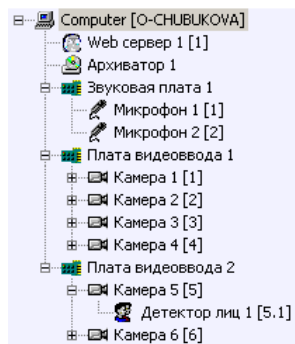 Computer [O-CHUBUKOVA]
Web сервер 1 [1]
Архиватор 1
Звуковая плата 1
Микрофон 1 [1]
Микрофон 2 [2]
Плата видеоввода 1
Камера 1 [1]
Камера 2 [2]
Камера 3 [3]
Камера 4 [4]
Плата видеоввода 2
Камера 5 [5]
Детектор лиц 1 [5.1]
Камера 6 [6]